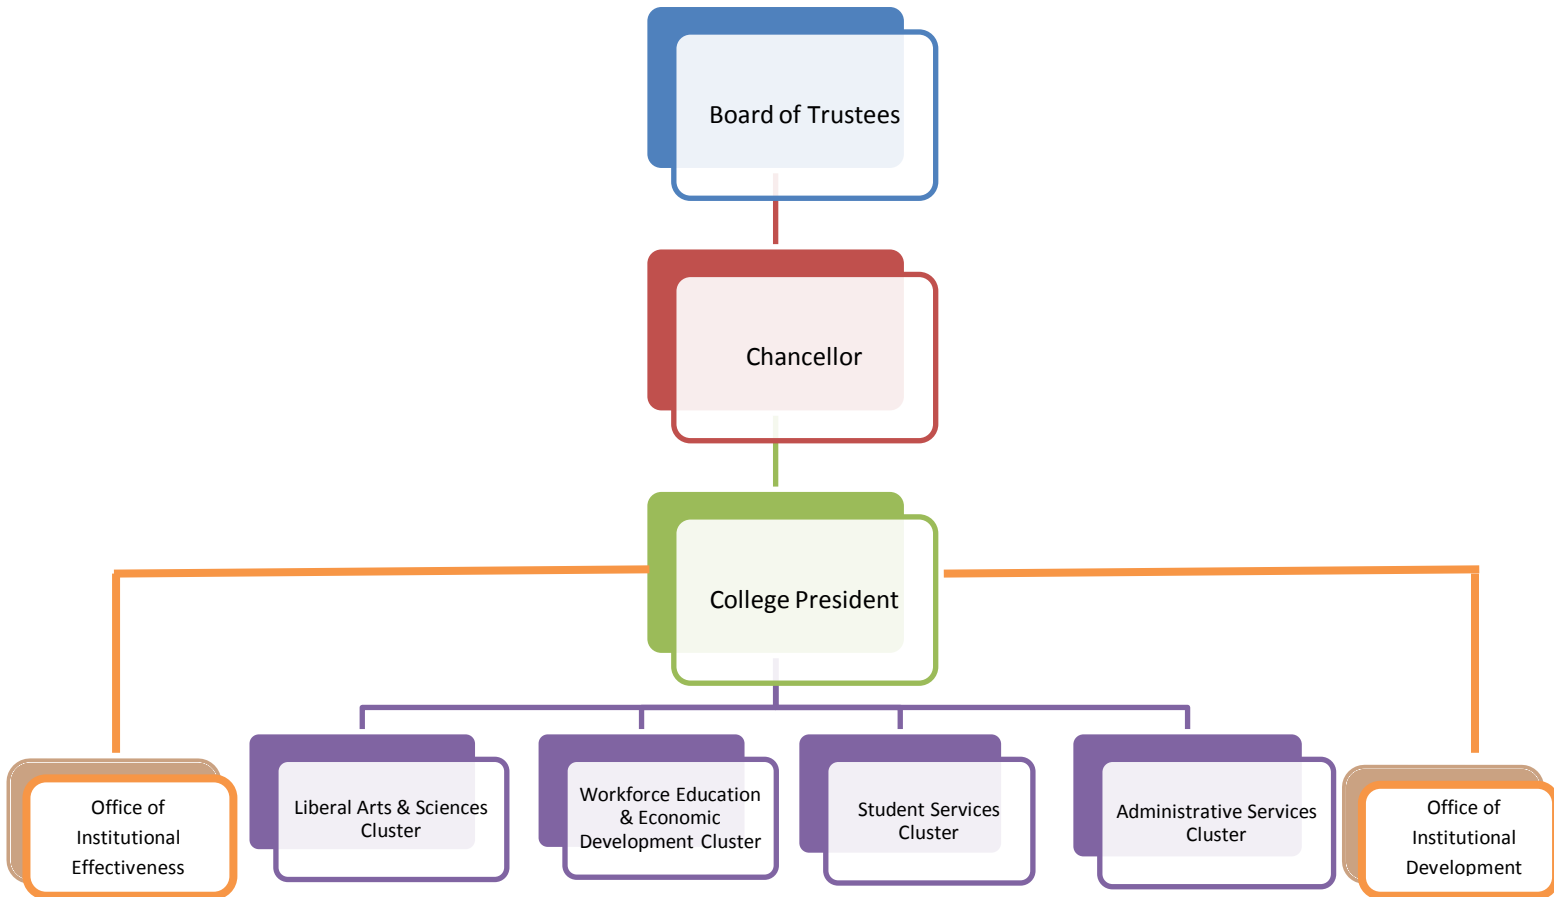 Board of Trustees
Chancellor
College President
Office of
Institutional
Effectiveness
Liberal Arts & Sciences
Cluster
Workforce Education
& Economic
Development Cluster
Student Services
Cluster
Administrative Services
Cluster
Office of
Institutional
Development